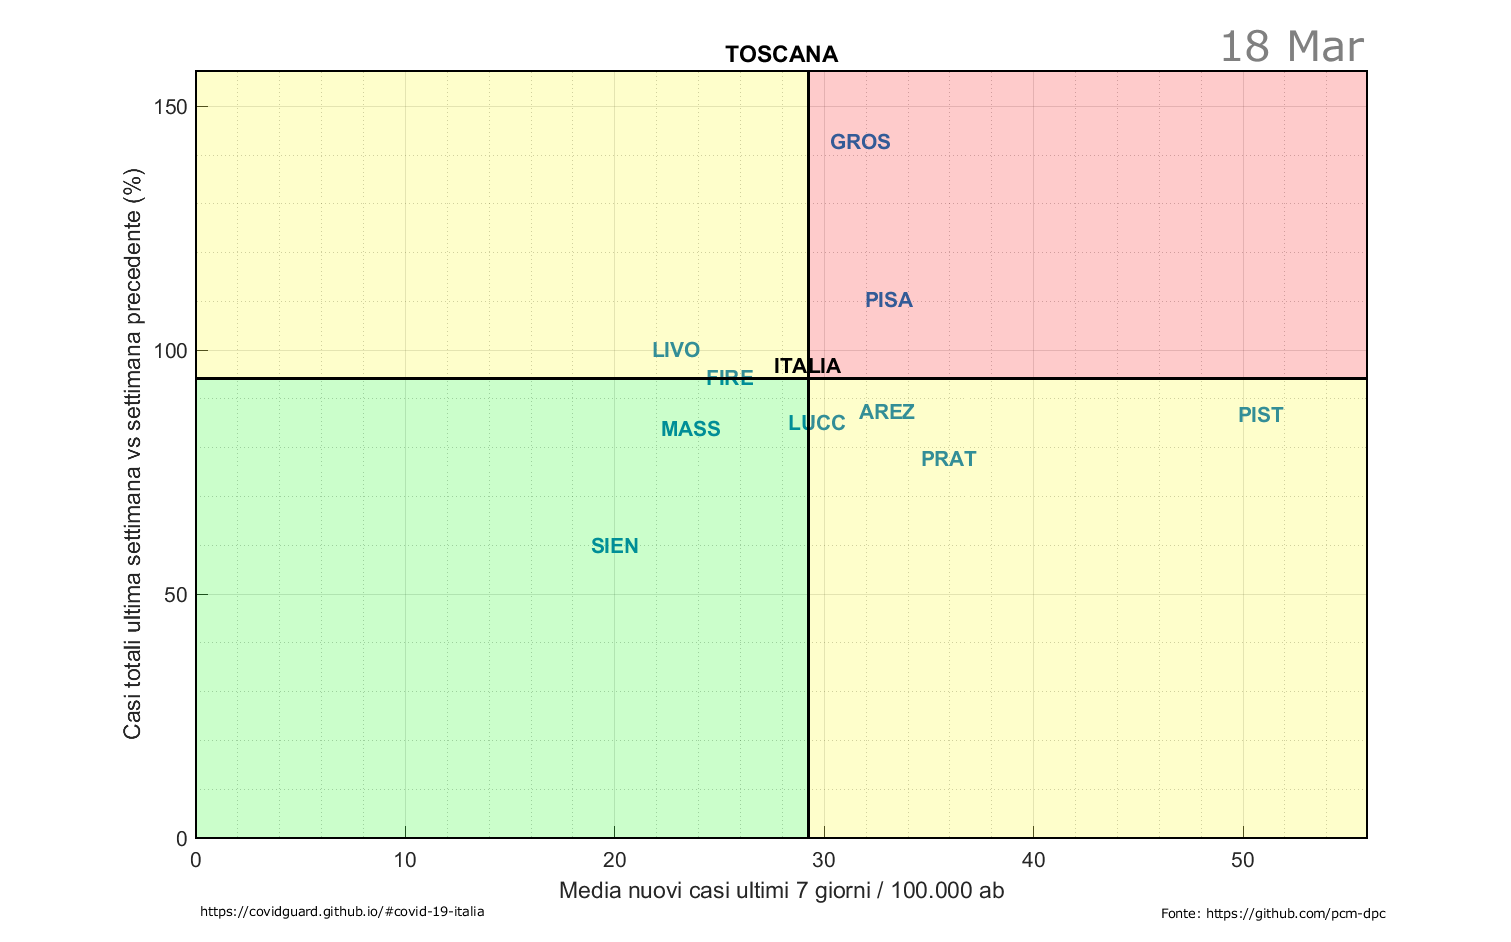 18 Mar
TOSCANA
Casi totali ultima settimana vs settimana precedente (%)
150
GROS
PISA
100
LIVO
ITALIA
FIRE
AREZ
PIST
LUCC
MASS
PRAT
SIEN
50
0
0 10 20 30 40 50
Media nuovi casi ultimi 7 giorni / 100.000 ab
https://covidguard.github.io/#covid-19-italia
Fonte: https://github.com/pcm-dpc